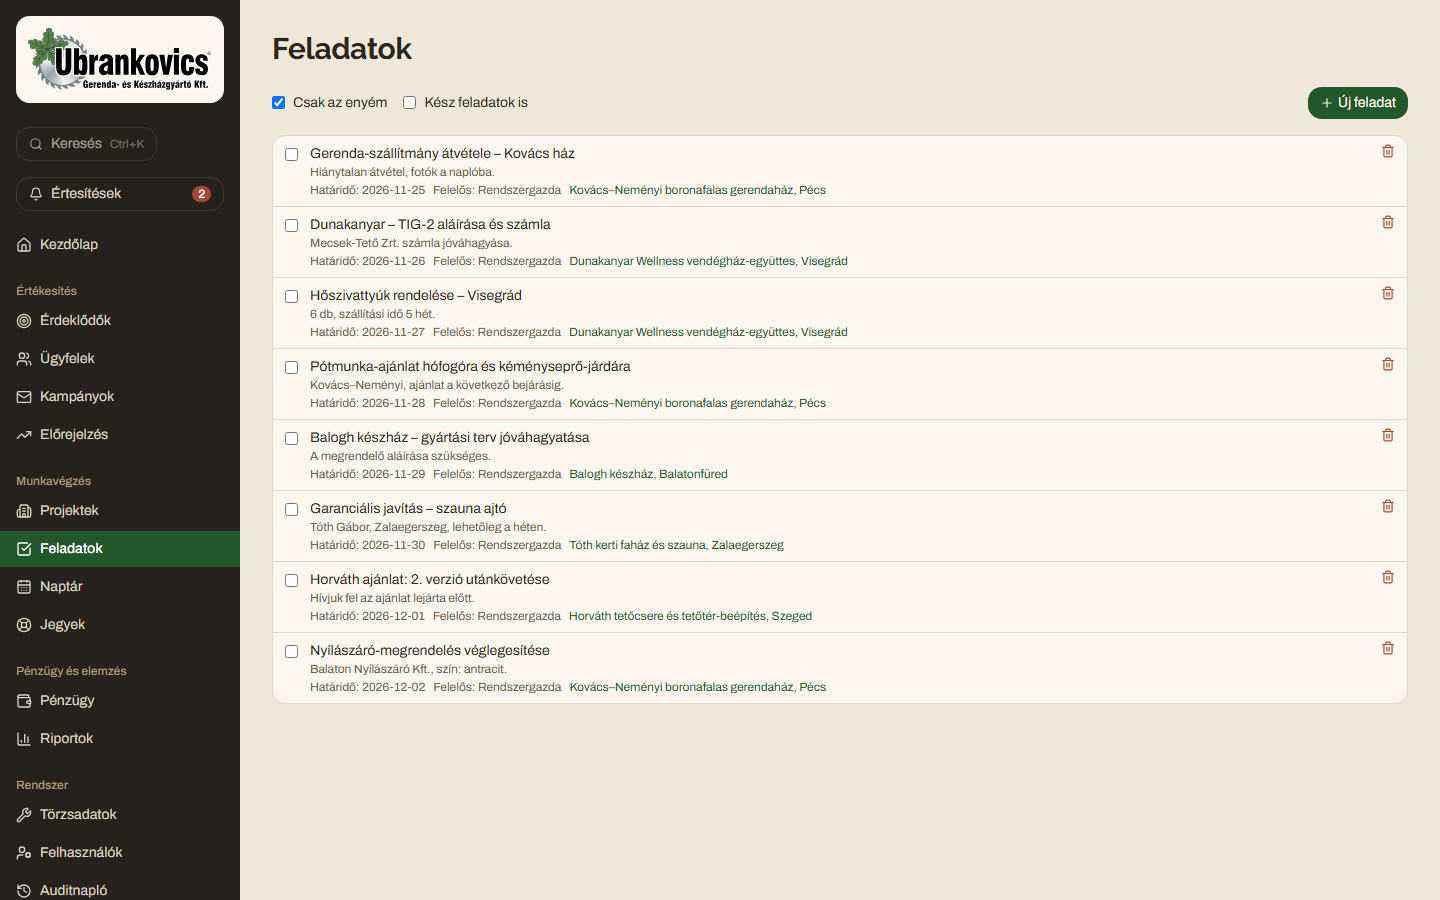 Ubrankovics
Gerenda- és Készházgyártó Kft.
Keresés Ctrl+K
Értesítések 2
Kezdőlap
Értékesítés
Érdeklődők
Ügyfelek
Kampányok
Előrejelzés
Munkavégzés
Projektek
Feladatok
Naptár
Jegyek
Pénzügy és elemzés
Pénzügy
Riportok
Rendszer
Törzsadatok
Felhasználók
Auditnapló
Feladatok
Csak az enyém Kész feladatok is
Új feladat
Gerenda-szállítmány átvétele – Kovács ház
Hiánytalan átvétel, fotók a naplóba.
Határidő: 2026-11-25 Felelős: Rendszergazda Kovács–Neményi boronafalas gerendaház, Pécs
Dunakanyar – TIG-2 aláírása és számla
Mecsek-Tető Zrt. számla jóváhagyása.
Határidő: 2026-11-26 Felelős: Rendszergazda Dunakanyar Wellness vendégház-együttes, Visegrád
Hőszivattyúk rendelése – Visegrád
6 db, szállítási idő 5 hét.
Határidő: 2026-11-27 Felelős: Rendszergazda Dunakanyar Wellness vendégház-együttes, Visegrád
Pótmunka-ajánlat hófogóra és kéményseprő-járdára
Kovács–Neményi, ajánlat a következő bejárásig.
Határidő: 2026-11-28 Felelős: Rendszergazda Kovács–Neményi boronafalas gerendaház, Pécs
Balogh készház – gyártási terv jóváhagyatása
A megrendelő aláírása szükséges.
Határidő: 2026-11-29 Felelős: Rendszergazda Balogh készház, Balatonfüred
Garanciális javítás – szauna ajtó
Tóth Gábor, Zalaegerszeg, lehetőleg a héten.
Határidő: 2026-11-30 Felelős: Rendszergazda Tóth kerti faház és szauna, Zalaegerszeg
Horváth ajánlat: 2. verzió utánkövetése
Hívjuk fel az ajánlat lejárta előtt.
Határidő: 2026-12-01 Felelős: Rendszergazda Horváth tetőcsere és tetőtér-beépítés, Szeged
Nyílászáró-megrendelés véglegesítése
Balaton Nyílászáró Kft., szín: antracit.
Határidő: 2026-12-02 Felelős: Rendszergazda Kovács–Neményi boronafalas gerendaház, Pécs